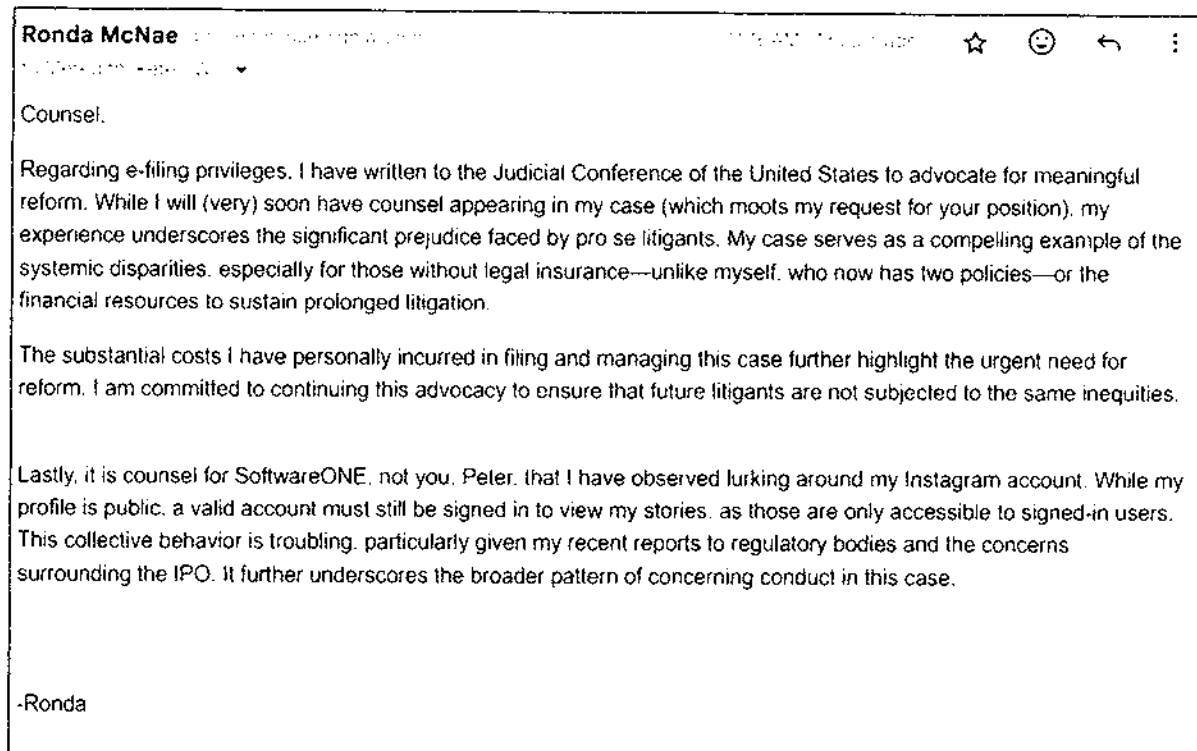 Ronda McNae
Counsel.
Regarding e-filing privileges. I have written to the Judicial Conference of the United States to advocate for meaningful
reform. While I will (very) soon have counsel appearing in my case (which moots my request for your position). my
experience underscores the significant prejudice faced by pro se litigants. My case serves as a compelling example of the
systemic disparities. especially for those without legal insurance—unlike myself. who now has two policies—or the
financial resources to sustain prolonged litigation.
The substantial costs I have personally incurred in filing and managing this case further highlight the urgent need for
reform. I am committed to continuing this advocacy to ensure that future litigants are not subjected to the same inequities.
Lastly, it is counsel for SoftwareONE. not you. Peter. that I have observed lurking around my Instagram account. While my
profile is public. a valid account must still be signed in to view my stories. as those are only accessible to signed-in users.
This collective behavior is troubling. particularly given my recent reports to regulatory bodies and the concerns
surrounding the IPO. It further underscores the broader pattern of concerning conduct in this case.
-Ronda